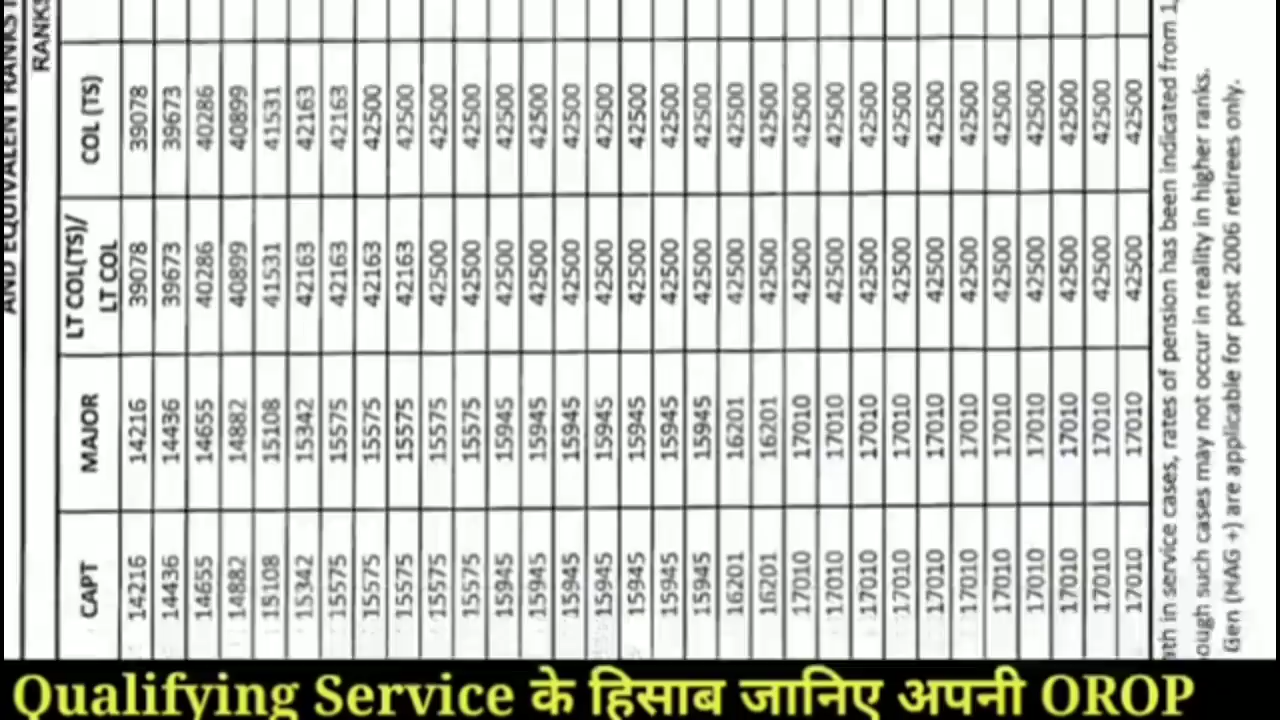 AND EQUIVALENT RANKS
RANKS
CAPT MAJOR LT COL(TS)/ LT COL COL (TS)
14216 14216 39078 39078
14436 14436 39673 39673
14655 14655 40286 40286
14882 14882 40899 40899
15108 15108 41531 41531
15342 15342 42163 42163
15575 15575 42163 42163
15575 15575 42163 42500
15575 15575 42163 42500
15575 15575 42500 42500
15575 15575 42500 42500
15945 15945 42500 42500
15945 15945 42500 42500
15945 15945 42500 42500
15945 15945 42500 42500
15945 15945 42500 42500
15945 15945 42500 42500
15945 15945 42500 42500
16201 16201 42500 42500
16201 16201 42500 42500
17010 17010 42500 42500
17010 17010 42500 42500
17010 17010 42500 42500
17010 17010 42500 42500
17010 17010 42500 42500
17010 17010 42500 42500
17010 17010 42500 42500
17010 17010 42500 42500
17010 17010 42500 42500
17010 17010 42500 42500
17010 17010 42500 42500
in service cases, rates of pension has been indicated from 1
such cases may not occur in reality in higher ranks.
Gen (MAG +) are applicable for post 2006 retirees only.
Qualifying Service के हिसाब जानिए अपनी OROP